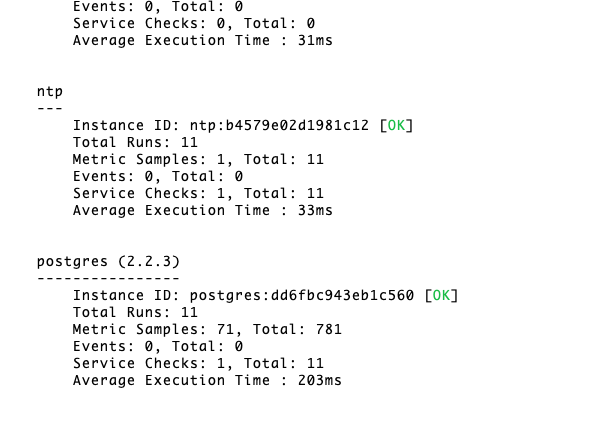 Events: 0, Total: 0
Service Checks: 0, Total: 0
Average Execution Time : 31ms
ntp
---
Instance ID: ntp:b4579e02d1981c12 [OK]
Total Runs: 11
Metric Samples: 1, Total: 11
Events: 0, Total: 0
Service Checks: 1, Total: 11
Average Execution Time : 33ms
postgres (2.2.3)
----------------
Instance ID: postgres:dd6fbc943eb1c560 [OK]
Total Runs: 11
Metric Samples: 71, Total: 781
Events: 0, Total: 0
Service Checks: 1, Total: 11
Average Execution Time : 203ms